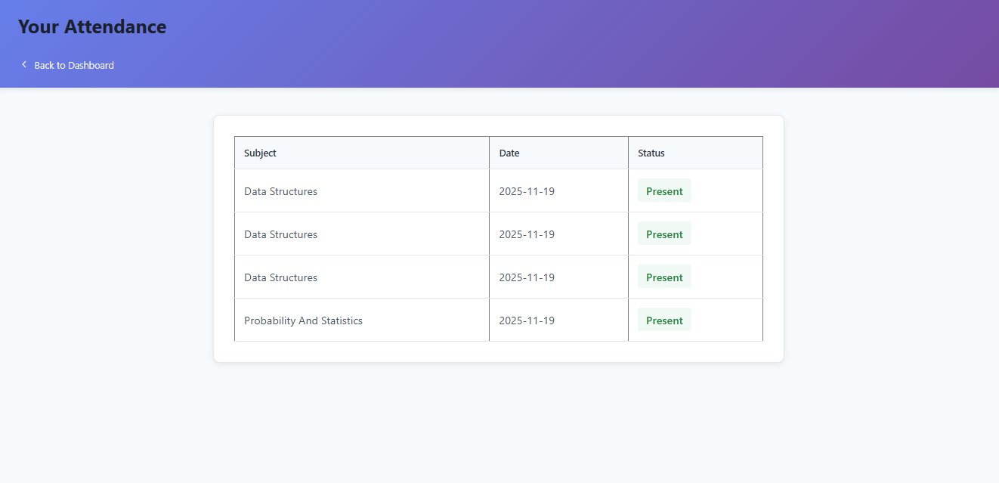 Your Attendance
Back to Dashboard
Subject Date Status
Data Structures 2025-11-19 Present
Data Structures 2025-11-19 Present
Data Structures 2025-11-19 Present
Probability And Statistics 2025-11-19 Present